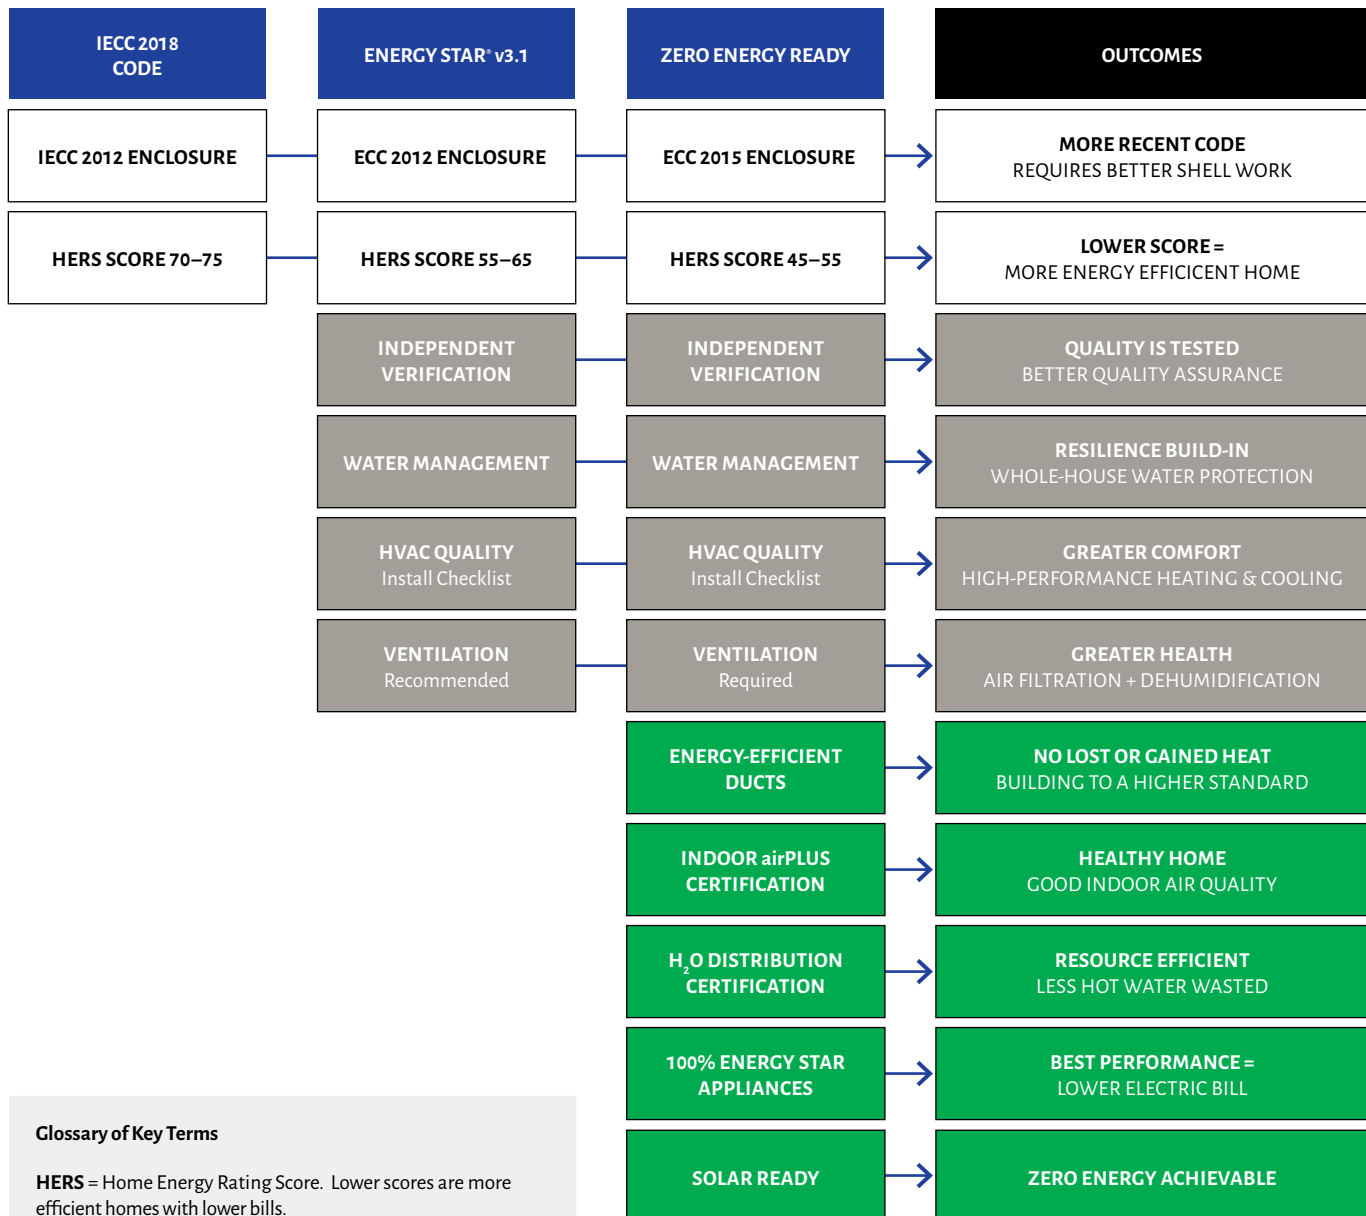 IECC 2018
CODE
ENERGY STAR® v3.1
ZERO ENERGY READY
OUTCOMES
IECC 2012 ENCLOSURE
ECC 2012 ENCLOSURE
ECC 2015 ENCLOSURE
MORE RECENT CODE
REQUIRES BETTER SHELL WORK
HERS SCORE 70–75
HERS SCORE 55–65
HERS SCORE 45–55
LOWER SCORE =
MORE ENERGY EFFICICENT HOME
INDEPENDENT
VERIFICATION
INDEPENDENT
VERIFICATION
QUALITY IS TESTED
BETTER QUALITY ASSURANCE
WATER MANAGEMENT
WATER MANAGEMENT
RESILIENCE BUILD-IN
WHOLE-HOUSE WATER PROTECTION
HVAC QUALITY
Install Checklist
HVAC QUALITY
Install Checklist
GREATER COMFORT
HIGH-PERFORMANCE HEATING & COOLING
VENTILATION
Recommended
VENTILATION
Required
GREATER HEALTH
AIR FILTRATION + DEHUMIDIFICATION
ENERGY-EFFICIENT
DUCTS
NO LOST OR GAINED HEAT
BUILDING TO A HIGHER STANDARD
INDOOR airPLUS
CERTIFICATION
HEALTHY HOME
GOOD INDOOR AIR QUALITY
H₂O DISTRIBUTION
CERTIFICATION
RESOURCE EFFICIENT
LESS HOT WATER WASTED
100% ENERGY STAR
APPLIANCES
BEST PERFORMANCE =
LOWER ELECTRIC BILL
SOLAR READY
ZERO ENERGY ACHIEVABLE
Glossary of Key Terms
HERS = Home Energy Rating Score. Lower scores are more
efficient homes with lower bills.